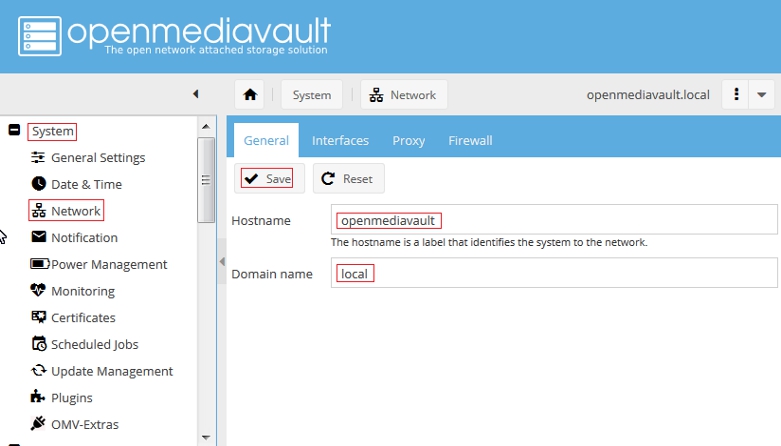 openmediavault
The open network attached storage solution
System
Network
openmediavault.local
System
General Settings
Date & Time
Network
Notification
Power Management
Monitoring
Certificates
Scheduled Jobs
Update Management
Plugins
OMV-Extras
General
Interfaces
Proxy
Firewall
Save
Reset
Hostname
openmediavault
The hostname is a label that identifies the system to the network.
Domain name
local